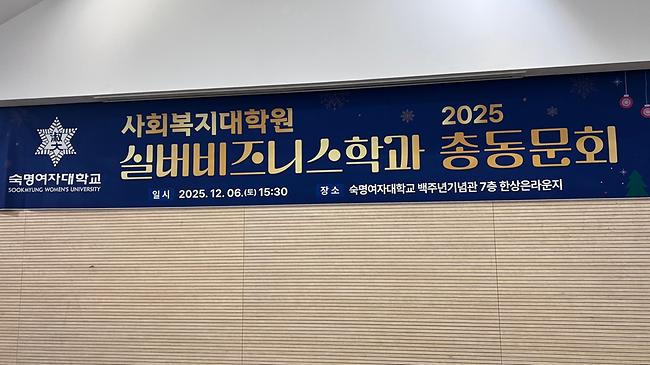 숙명여자대학교
SOOKMYUNG WOMEN'S UNIVERSITY
사회복지대학원
실버비즈니스학과 2025 총동문회
일 시 2025. 12. 06.(토) 15:30 장 소 숙명여자대학교 백주년기념관 7층 한상은라운지